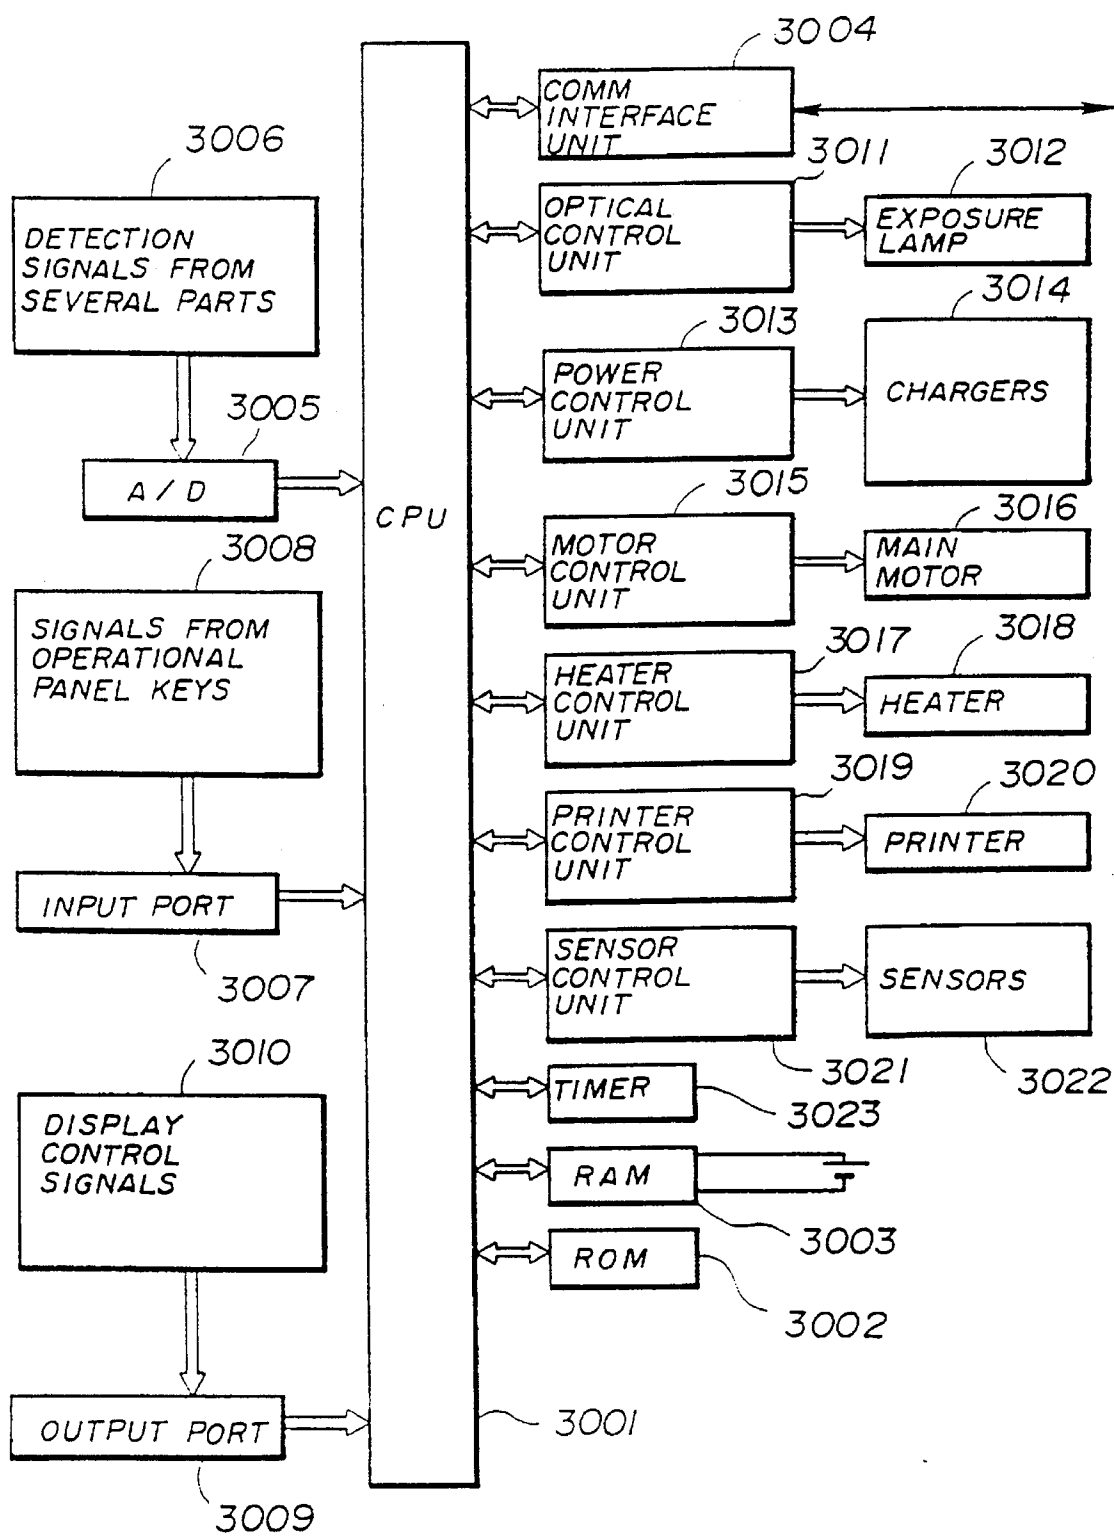 3004
COMM
INTERFACE
UNIT
3006
3011
3012
DETECTION
SIGNALS FROM
SEVERAL PARTS
OPTICAL
CONTROL
UNIT
EXPOSURE
LAMP
3013
3014
POWER
CONTROL
UNIT
CHARGERS
3005
A/D
CPU
3015
3016
MOTOR
CONTROL
UNIT
MAIN
MOTOR
3008
SIGNALS FROM
OPERATIONAL
PANEL KEYS
3017
3018
HEATER
CONTROL
UNIT
HEATER
3019
3020
PRINTER
CONTROL
UNIT
PRINTER
INPUT PORT
3007
SENSOR
CONTROL
UNIT
SENSORS
3021
3022
3010
DISPLAY
CONTROL
SIGNALS
TIMER
3023
RAM
3003
ROM
3002
OUTPUT PORT
3009
3001